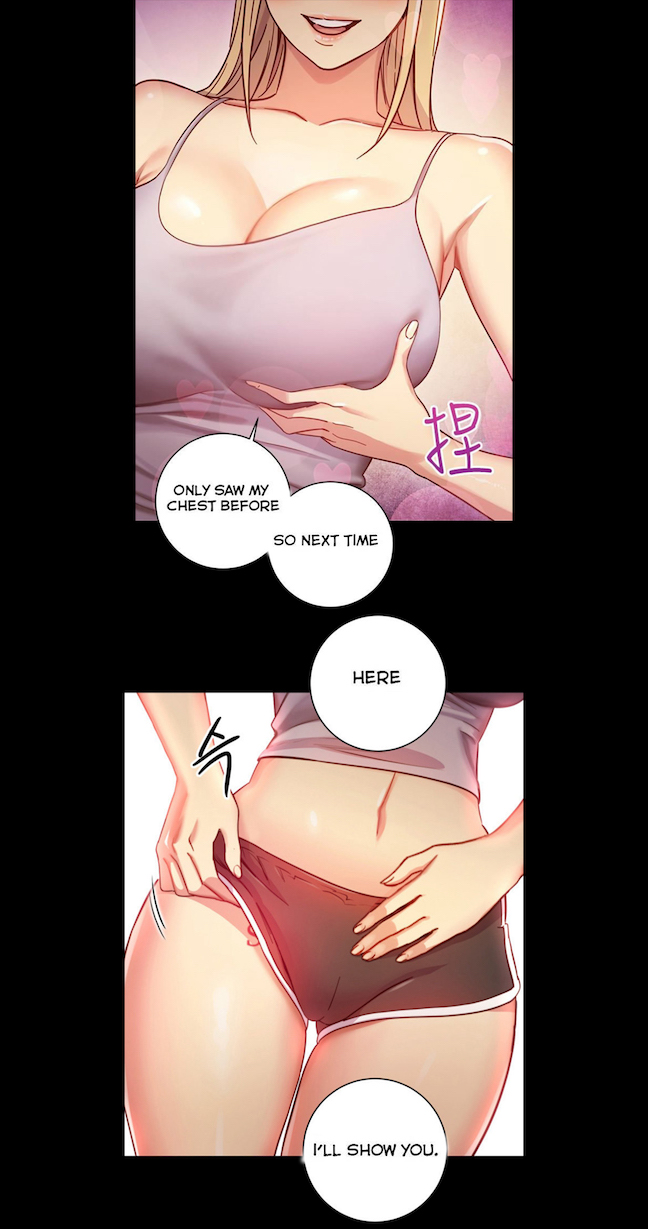 捏
ONLY SAW MY
CHEST BEFORE
SO NEXT TIME
HERE
슥
I'LL SHOW YOU.